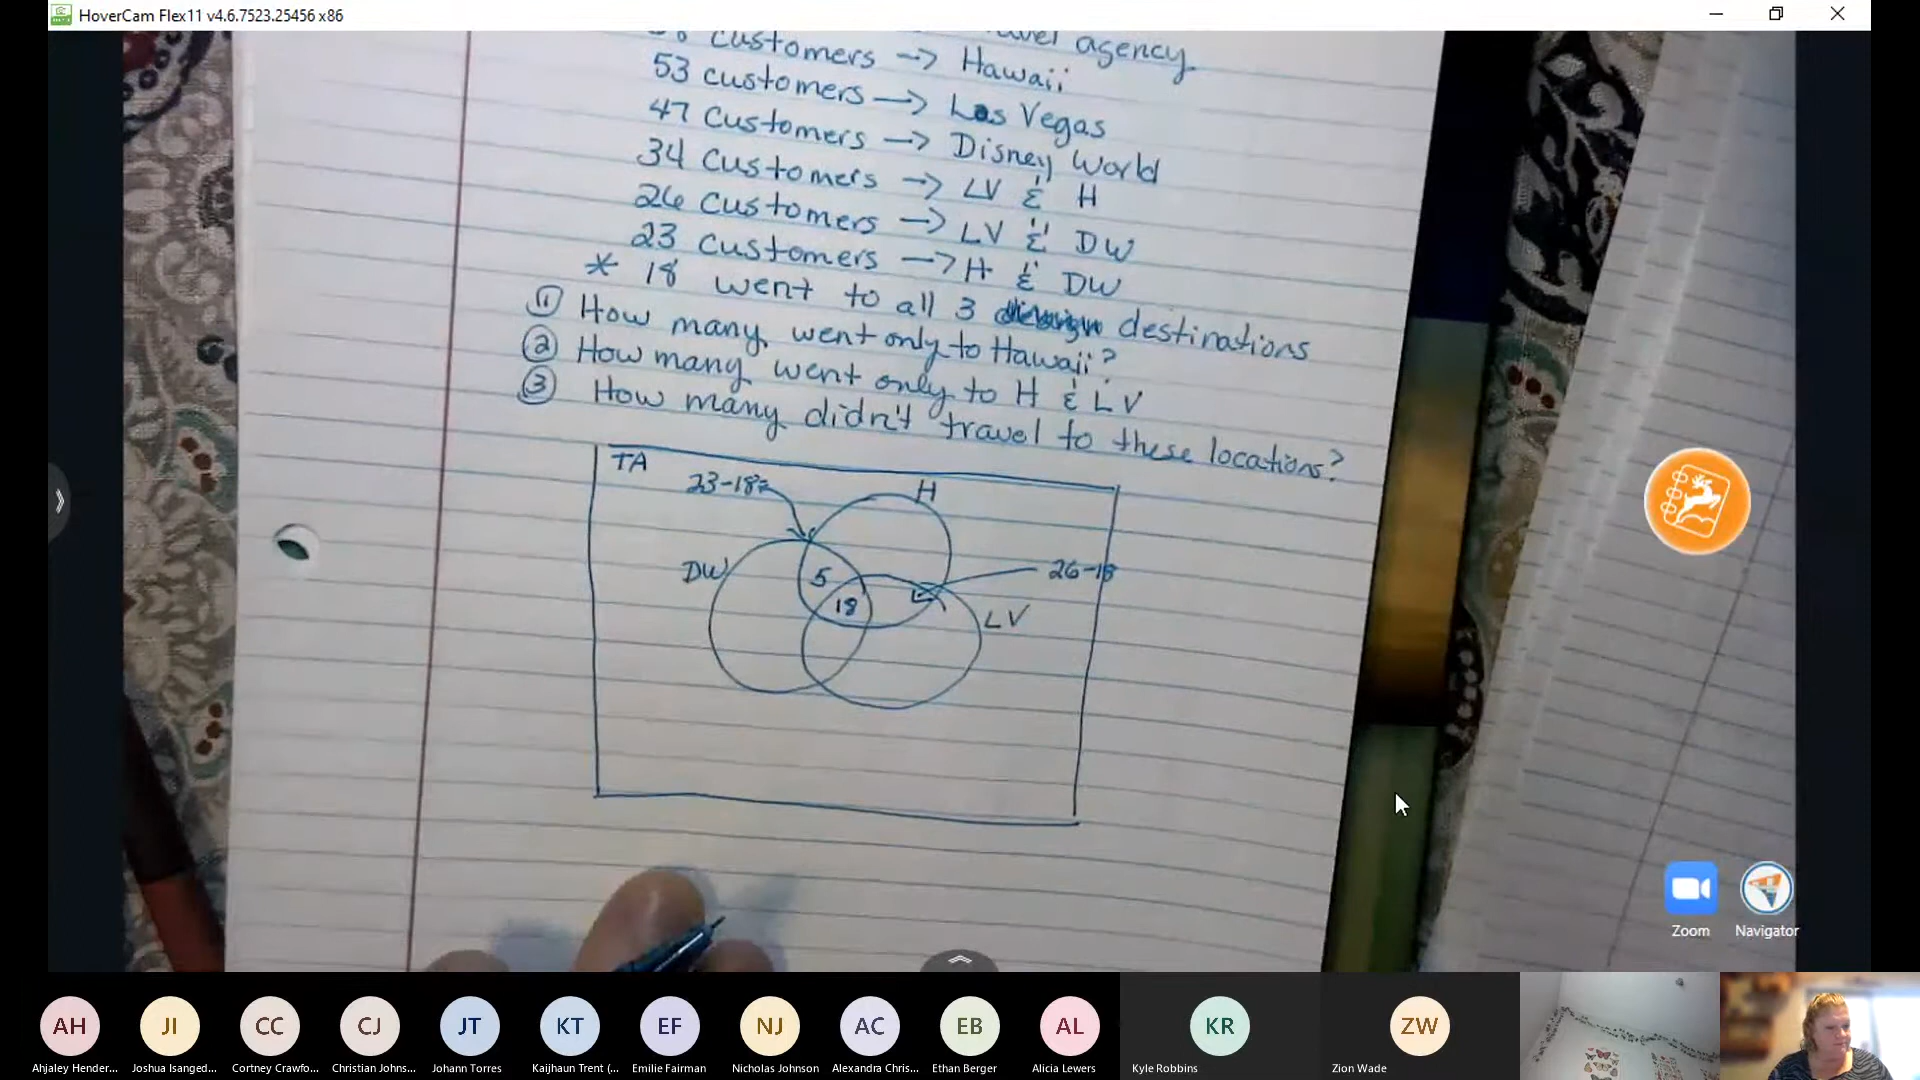 HoverCam Flex11 v4.6.7523.25456 x86
agency
customers → Hawaii
53 customers → Las Vegas
47 customers → Disney World
34 customers → LV & H
26 customers → LV & DW
23 customers → H & DW
* 18 went to all 3 destinations
① How many went only to Hawaii?
② How many went only to H & LV
③ How many didn't travel to these locations?
TA
23-18=
H
DW
5
26-18
18
LV
Zoom
Navigator
AH
JI
CC
CJ
JT
KT
EF
NJ
AC
EB
AL
KR
ZW
Ahjaley Hender...
Joshua Isanged...
Cortney Crawfo...
Christian Johns...
Johann Torres
Kaijhaun Trent (...
Emilie Fairman
Nicholas Johnson
Alexandra Chris...
Ethan Berger
Alicia Lewers
Kyle Robbins
Zion Wade